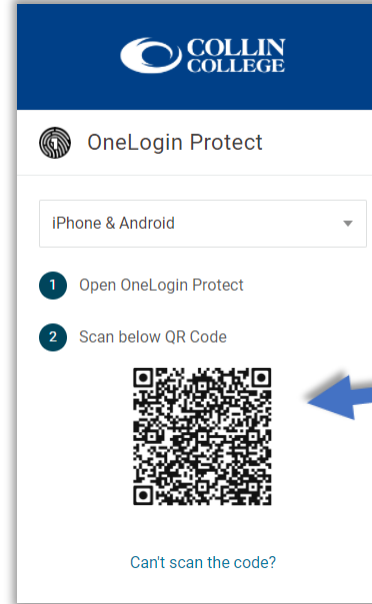 COLLIN
COLLEGE
OneLogin Protect
iPhone & Android
1 Open OneLogin Protect
2 Scan below QR Code
Can't scan the code?